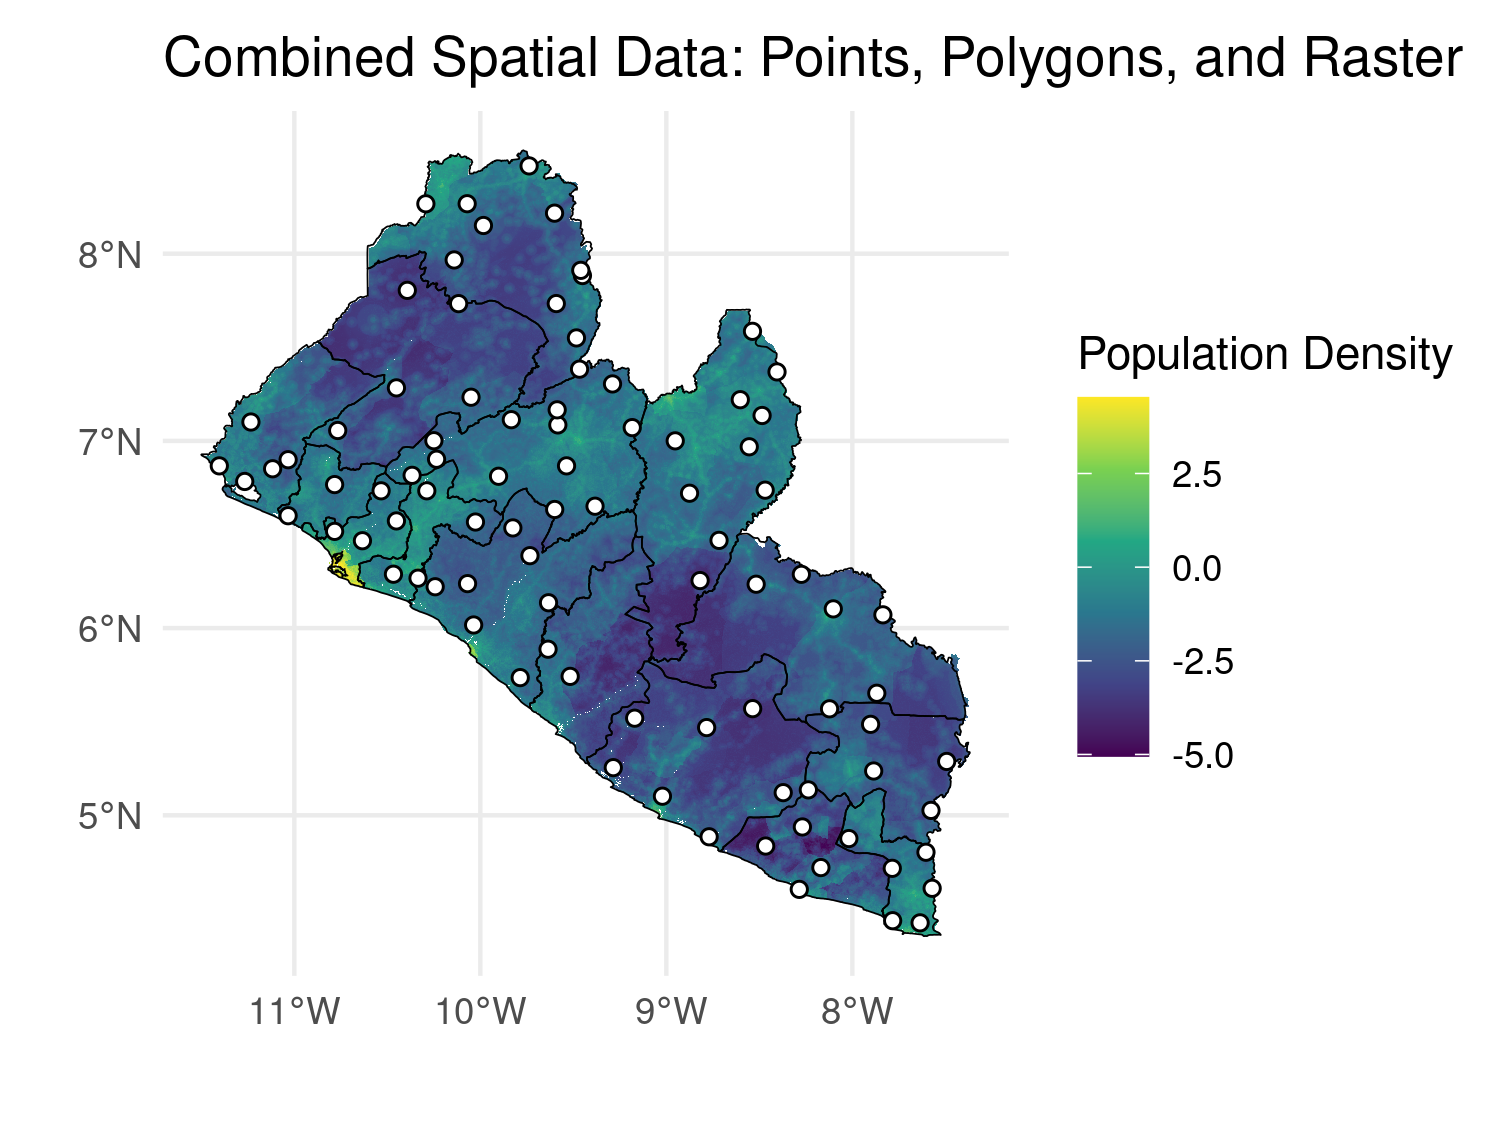 Combined Spatial Data: Points, Polygons, and Raster
8°N
7°N
6°N
5°N
11°W
10°W
9°W
8°W
Population Density
2.5
0.0
-2.5
-5.0